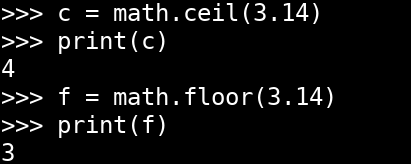 >>> c = math.ceil(3.14)
>>> print(c)
4
>>> f = math.floor(3.14)
>>> print(f)
3